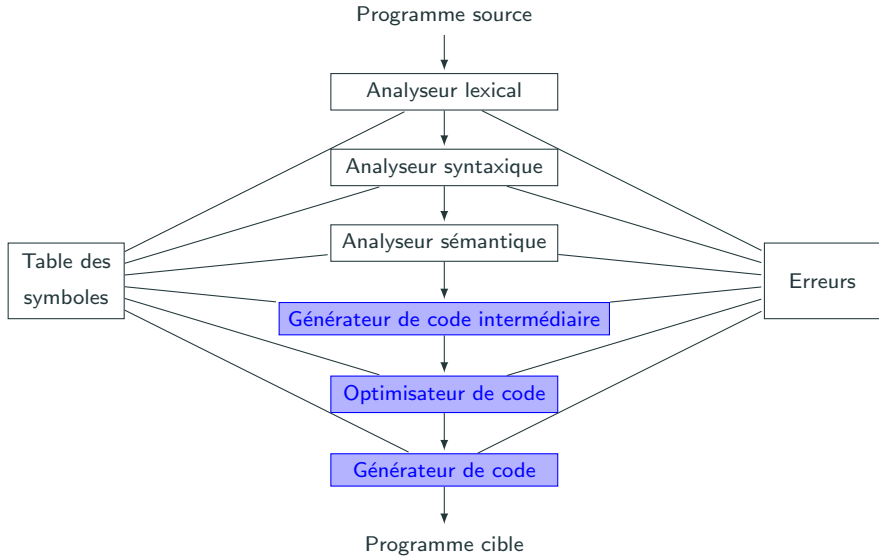 Programme source
Analyseur lexical
Analyseur syntaxique
Analyseur sémantique
Table des
symboles
Erreurs
Générateur de code intermédiaire
Optimisateur de code
Générateur de code
Programme cible